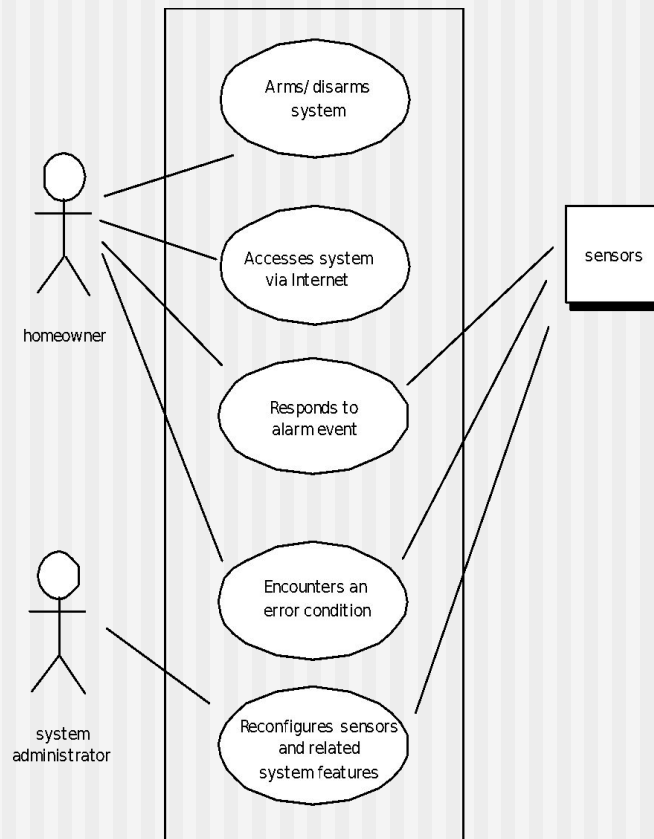 Arms/disarms
system
Accesses system
via Internet
sensors
homeowner
Responds to
alarm event
Encounters an
error condition
system
administrator
Reconfigures sensors
and related
system features